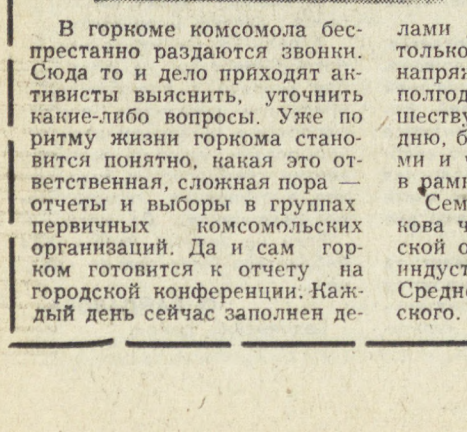 В горкоме комсомола бес-
престанно раздаются звонки.
Сюда то и дело приходят ак-
тивисты выяснить, уточнить
какие-либо вопросы. Уже по
ритму жизни горкома стано-
вится понятно, какая это от-
ветственная, сложная пора —
отчеты и выборы в группах
первичных комсомольских
организаций. Да и сам гор-
ком готовится к отчету на
городской конференции. Каж-
дый день сейчас заполнен де-
лами
только
напряж
полгод
шеству
дню, б
ми и ч
в рам
Сем
кова ч
ской о
индуст
Средне
ского.